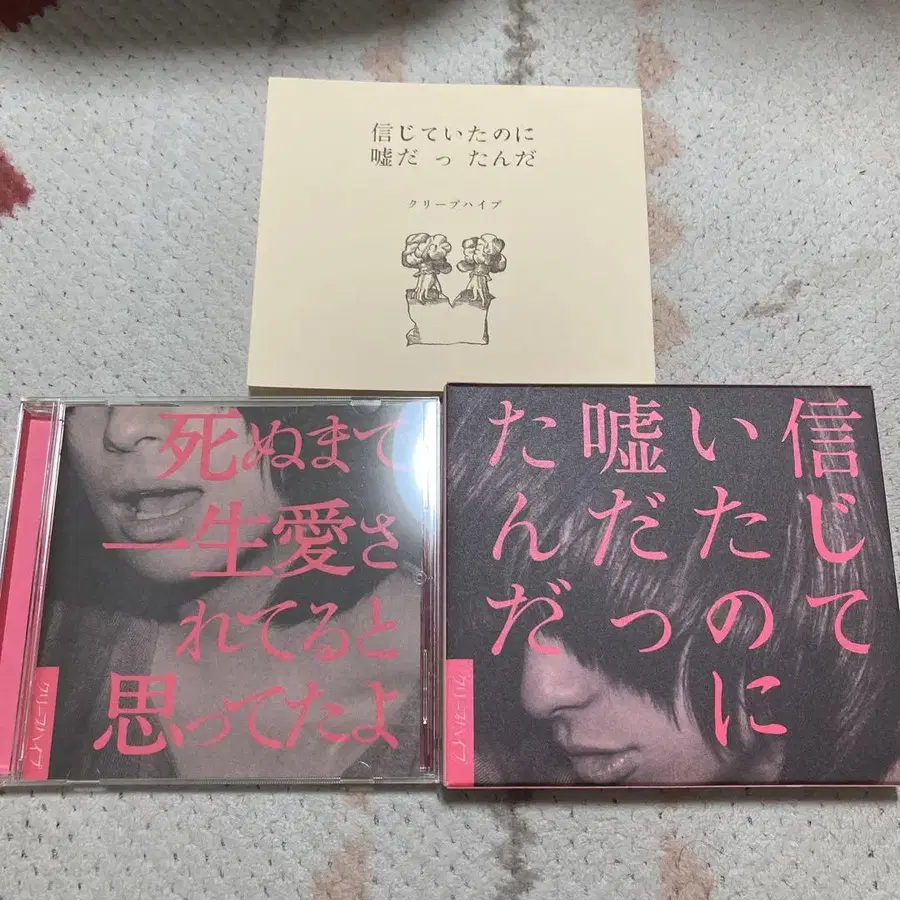 信じていたのに
嘘だったんだ
クリープハイプ
死ぬまで
一生愛さ
れてると
思ってたよ
クリープハイプ
信じて
いたのに
嘘だっ
たんだ
クリープハイプ